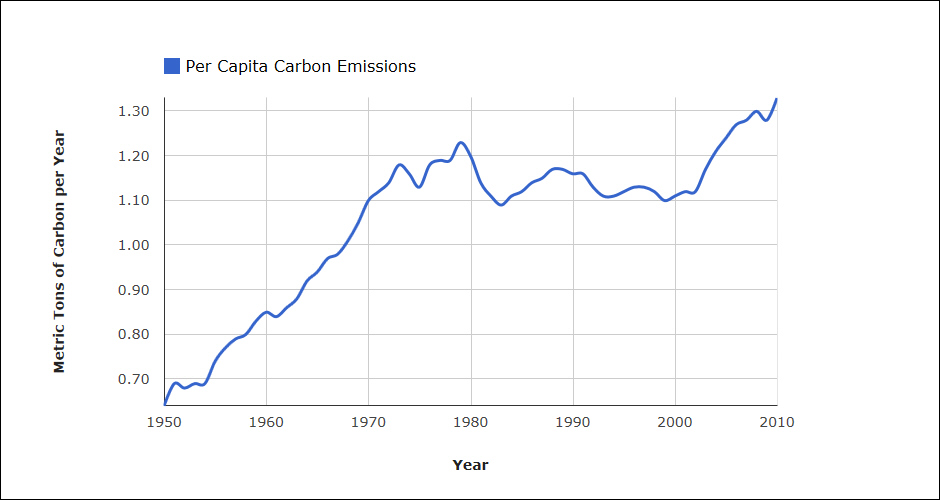 Per Capita Carbon Emissions
Metric Tons of Carbon per Year
1.30
1.20
1.10
1.00
0.90
0.80
0.70
1950 1960 1970 1980 1990 2000 2010
Year